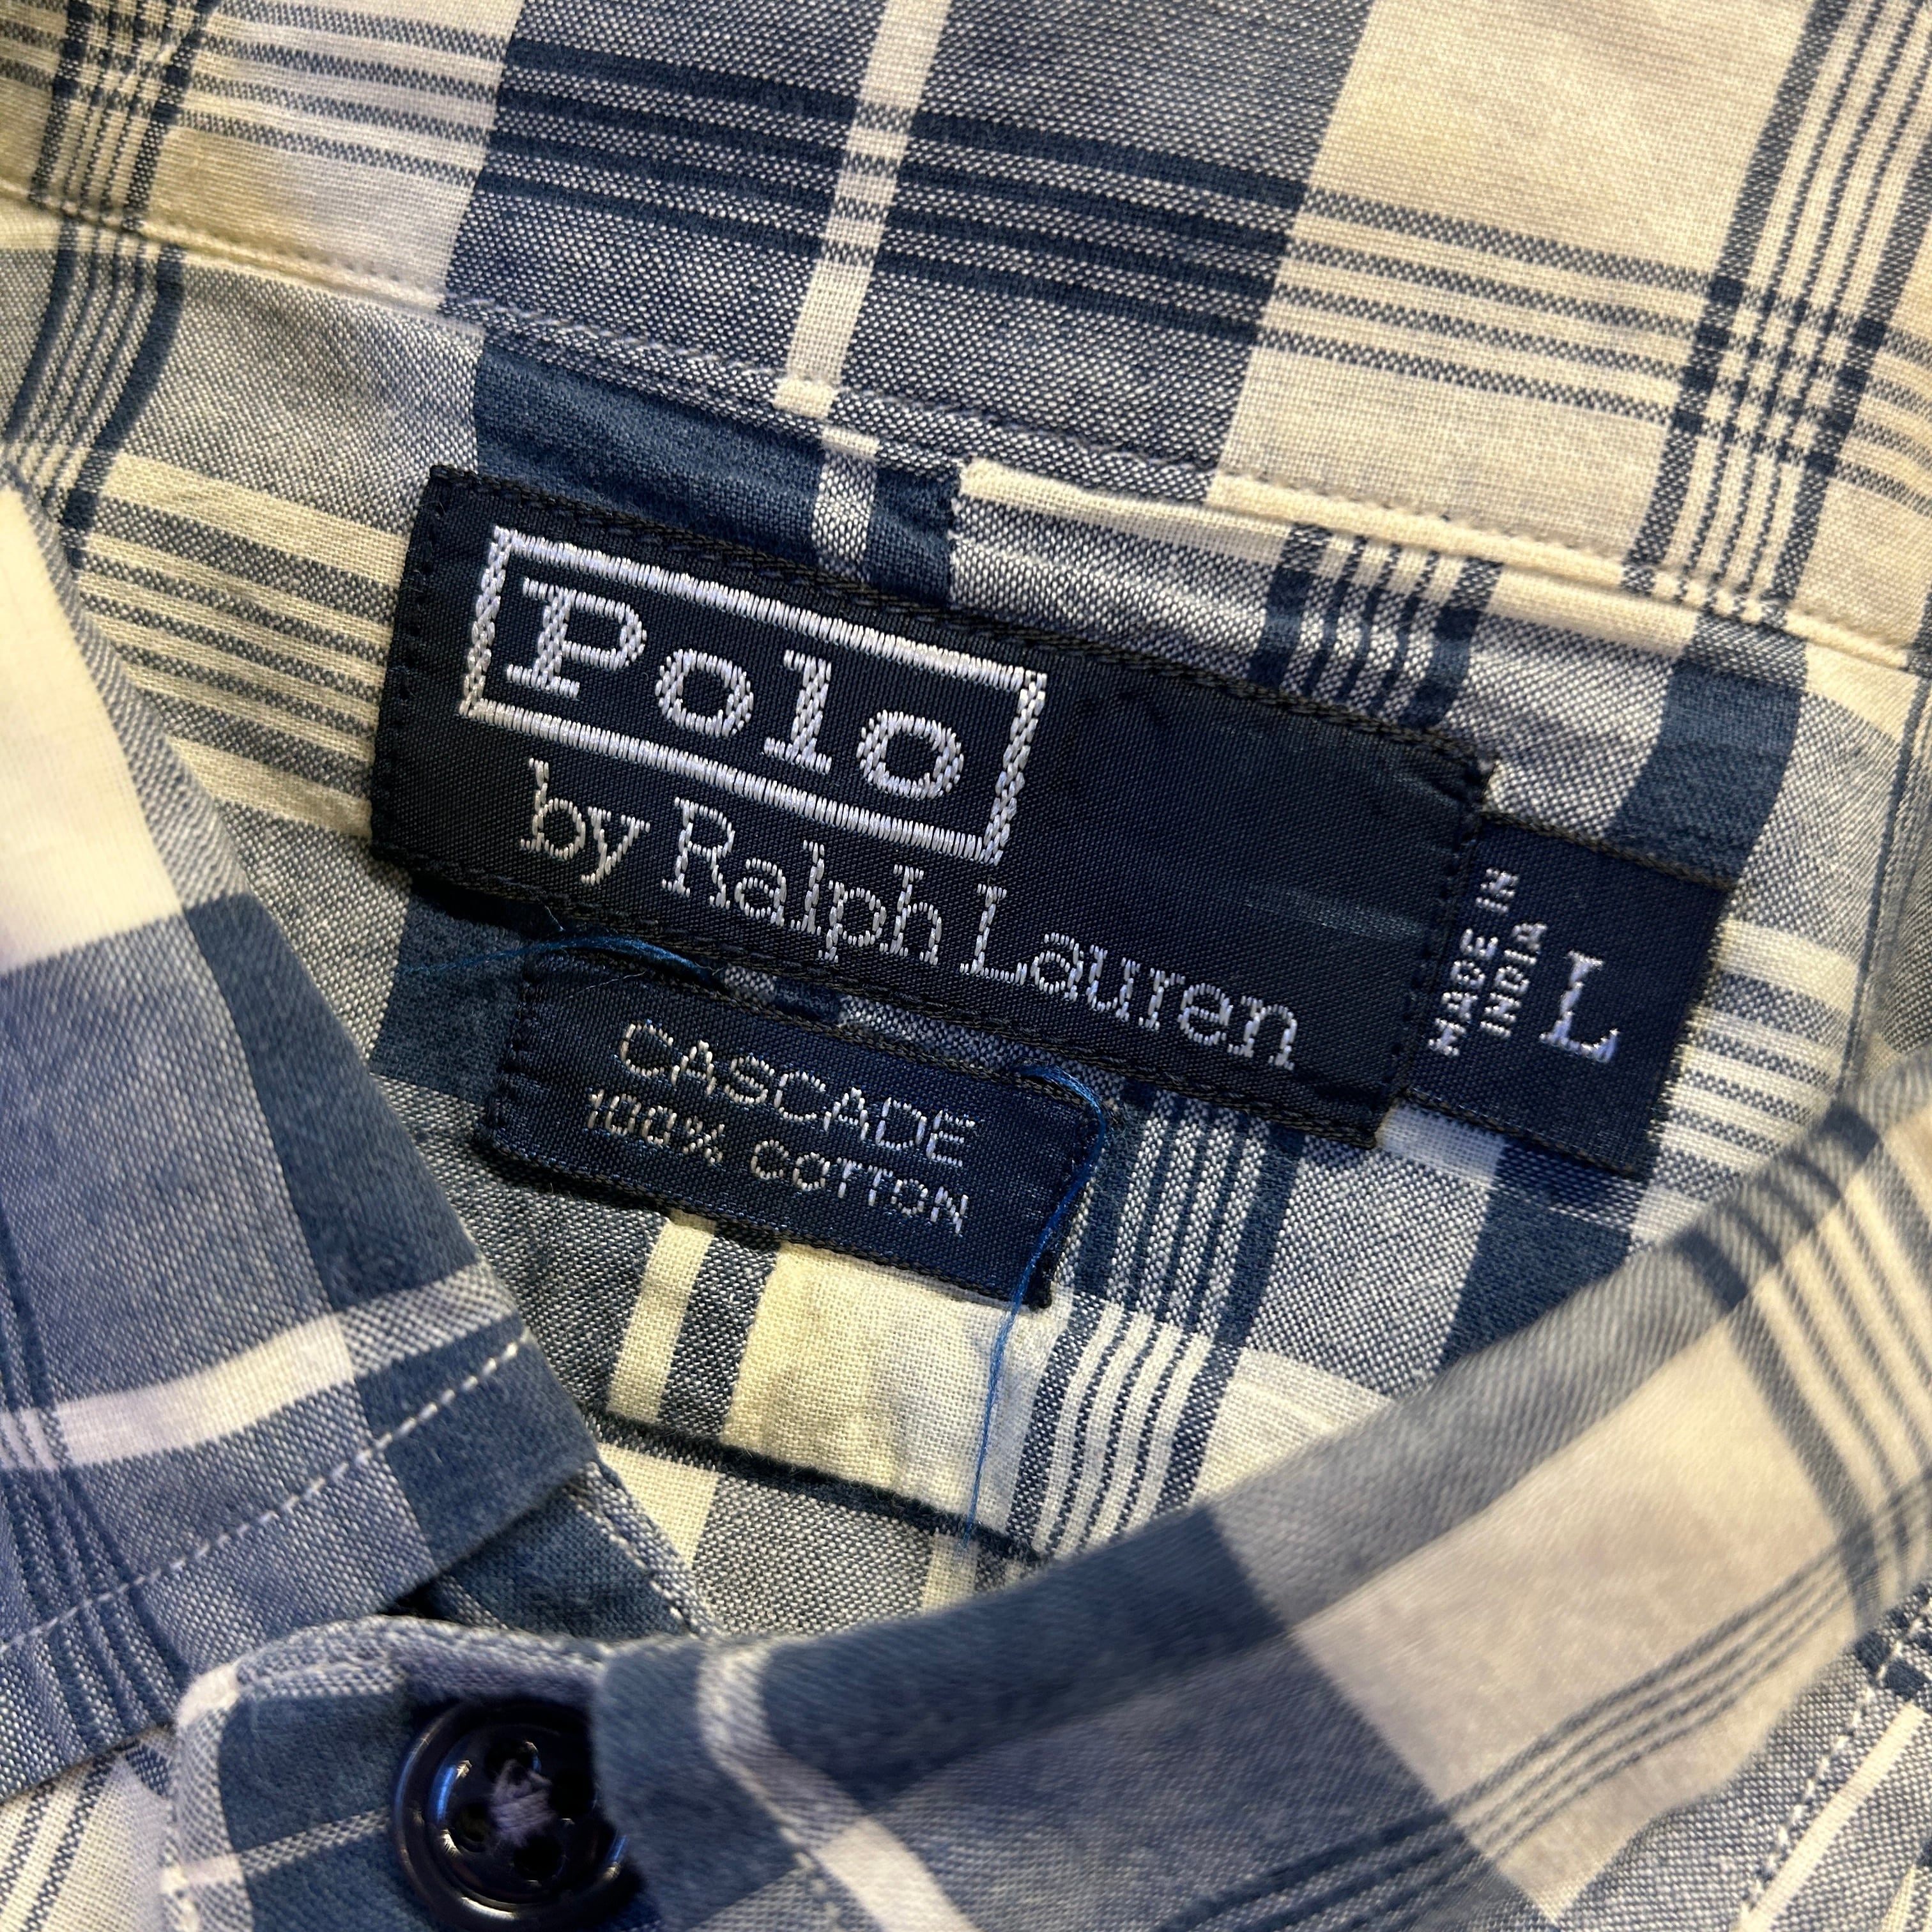 Polo
by Ralph Lauren
MADE IN
INDIA
L
CASCADE
100% COTTON